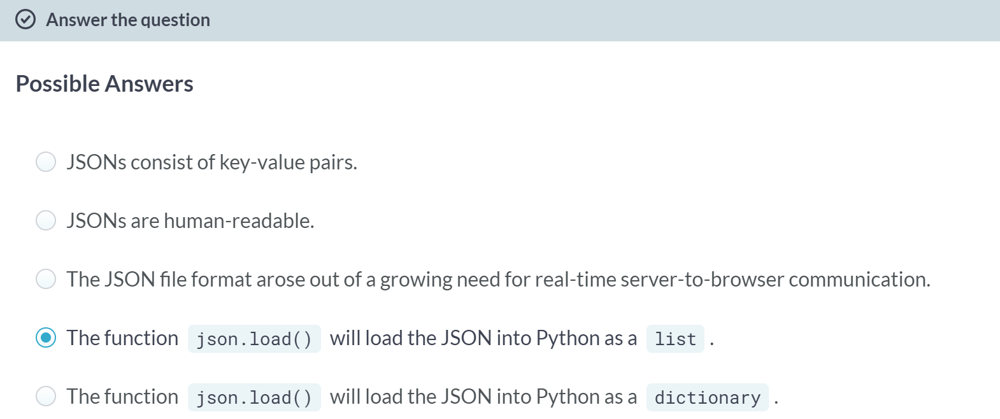 Answer the question
Possible Answers
JSONs consist of key-value pairs.
JSONs are human-readable.
The JSON file format arose out of a growing need for real-time server-to-browser communication.
The function json.load() will load the JSON into Python as a list .
The function json.load() will load the JSON into Python as a dictionary .